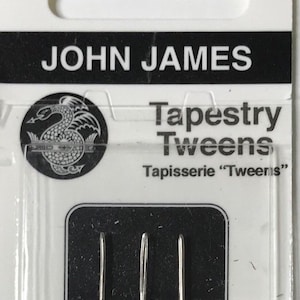 JOHN JAMES
Tapestry
Tweens
Tapisserie "Tweens"